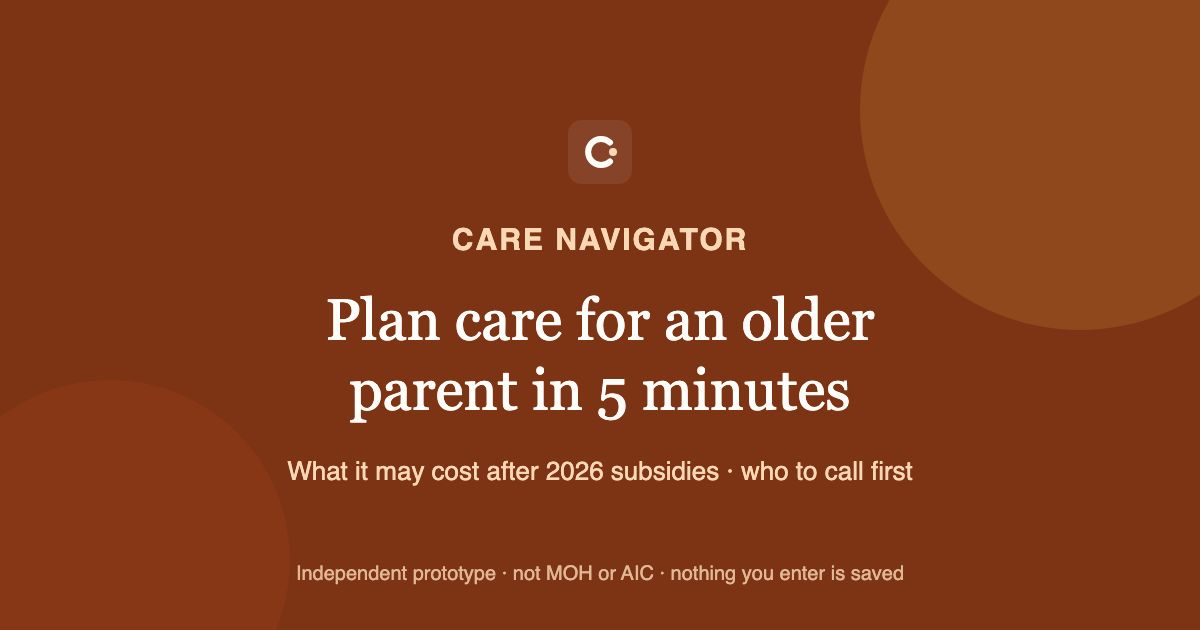 CARE NAVIGATOR
Plan care for an older
parent in 5 minutes
What it may cost after 2026 subsidies · who to call first
Independent prototype · not MOH or AIC · nothing you enter is saved